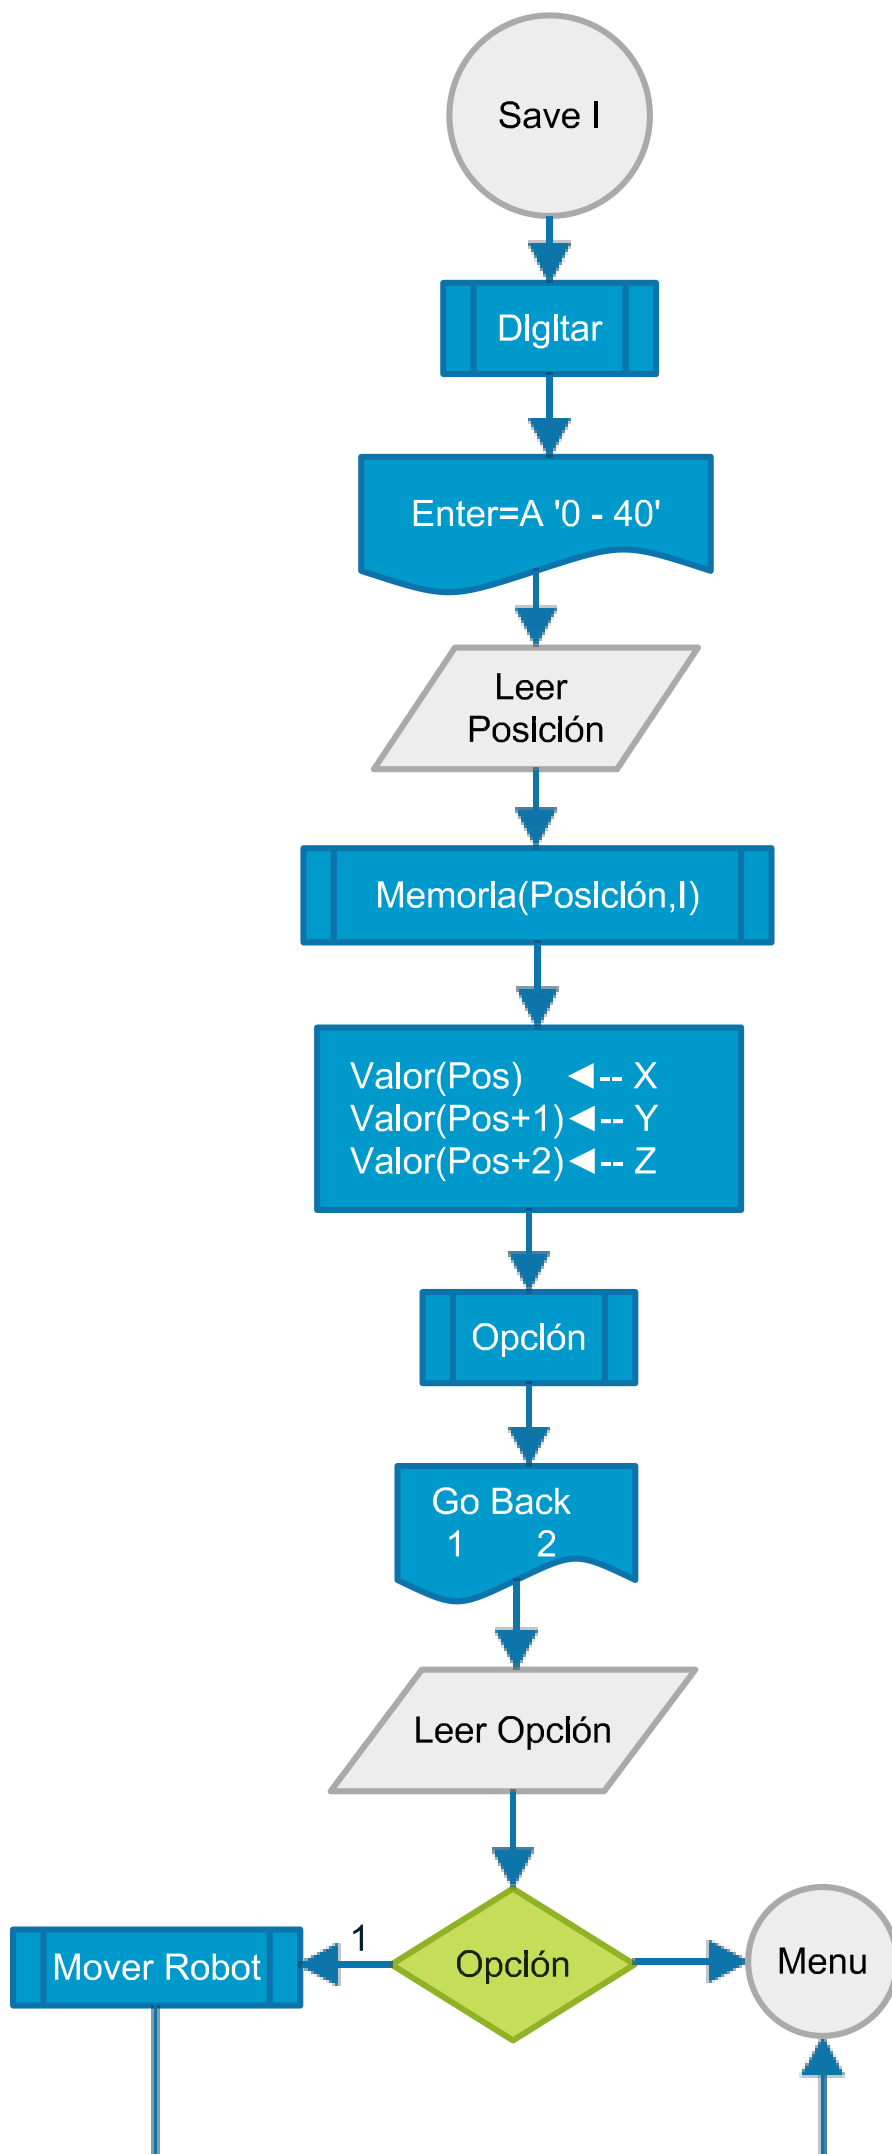 Save I
Digitar
Enter=A '0 - 40'
Leer
Posición
Memoria(Posición,I)
Valor(Pos) ◄-- X
Valor(Pos+1)◄-- Y
Valor(Pos+2)◄-- Z
Opción
Go Back
1 2
Leer Opción
1
Mover Robot
Opción
Menu